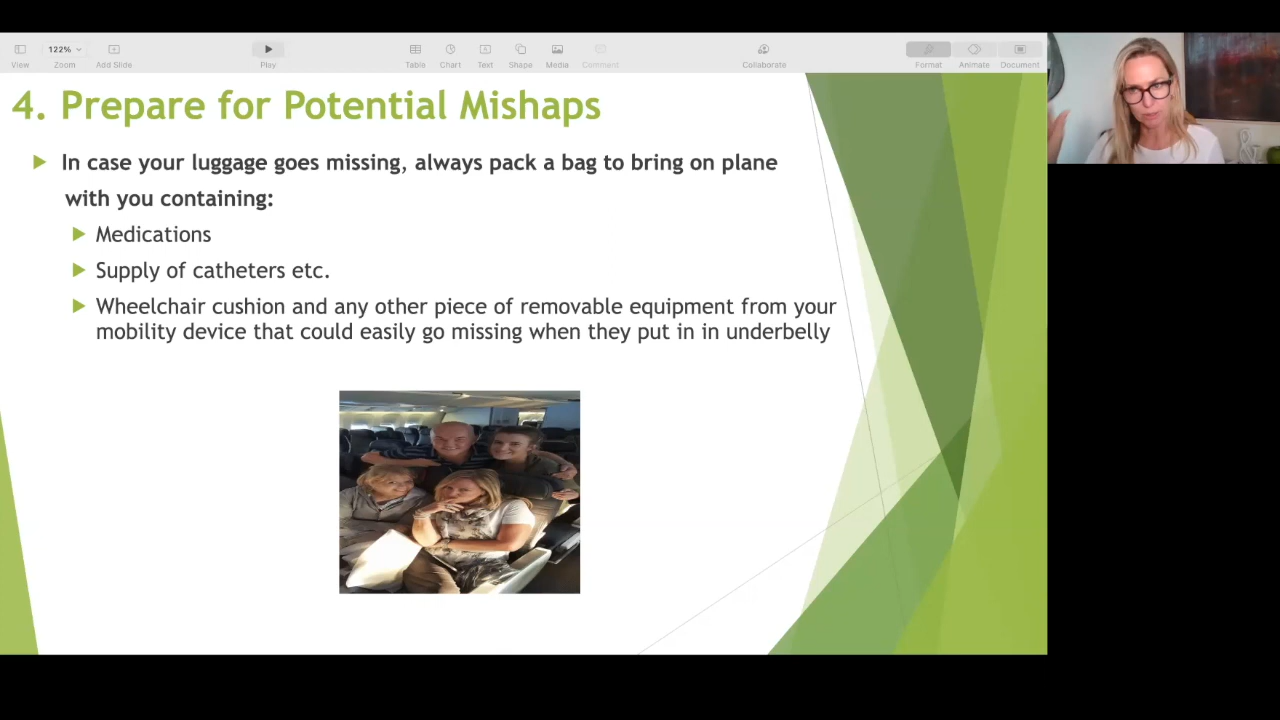 122%
View
Zoom
Add Slide
Play
Table
Chart
Text
Shape
Media
Comment
Collaborate
Format
Animate
Document
4. Prepare for Potential Mishaps
In case your luggage goes missing, always pack a bag to bring on plane
with you containing:
Medications
Supply of catheters etc.
Wheelchair cushion and any other piece of removable equipment from your
mobility device that could easily go missing when they put in in underbelly